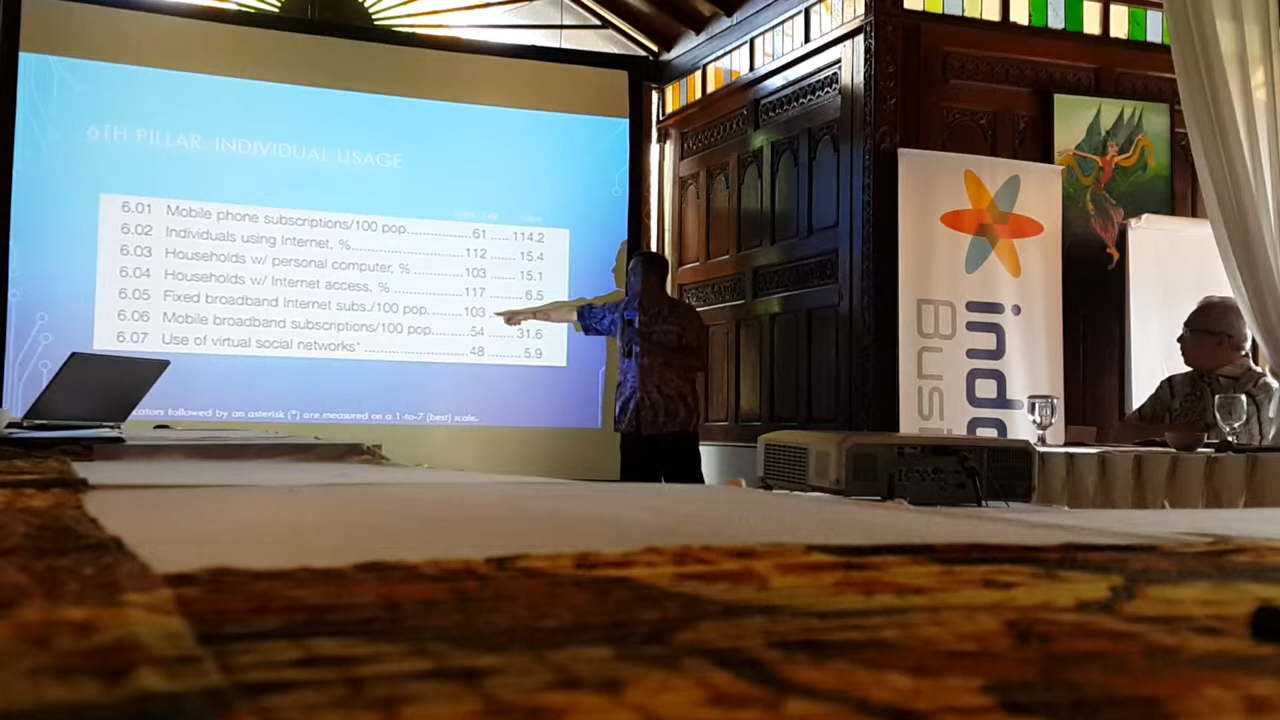 6TH PILLAR: INDIVIDUAL USAGE
6.01 Mobile phone subscriptions/100 pop. 61 114.2
6.02 Individuals using Internet, % 112 15.4
6.03 Households w/ personal computer, % 103 15.1
6.04 Households w/ Internet access, % 117 6.5
6.05 Fixed broadband Internet subs./100 pop. 103
6.06 Mobile broadband subscriptions/100 pop. 54 31.6
6.07 Use of virtual social networks* 48 5.9
followed by an asterisk (*) are measured on a 1-to-7 (best) scale.
indo
Busi